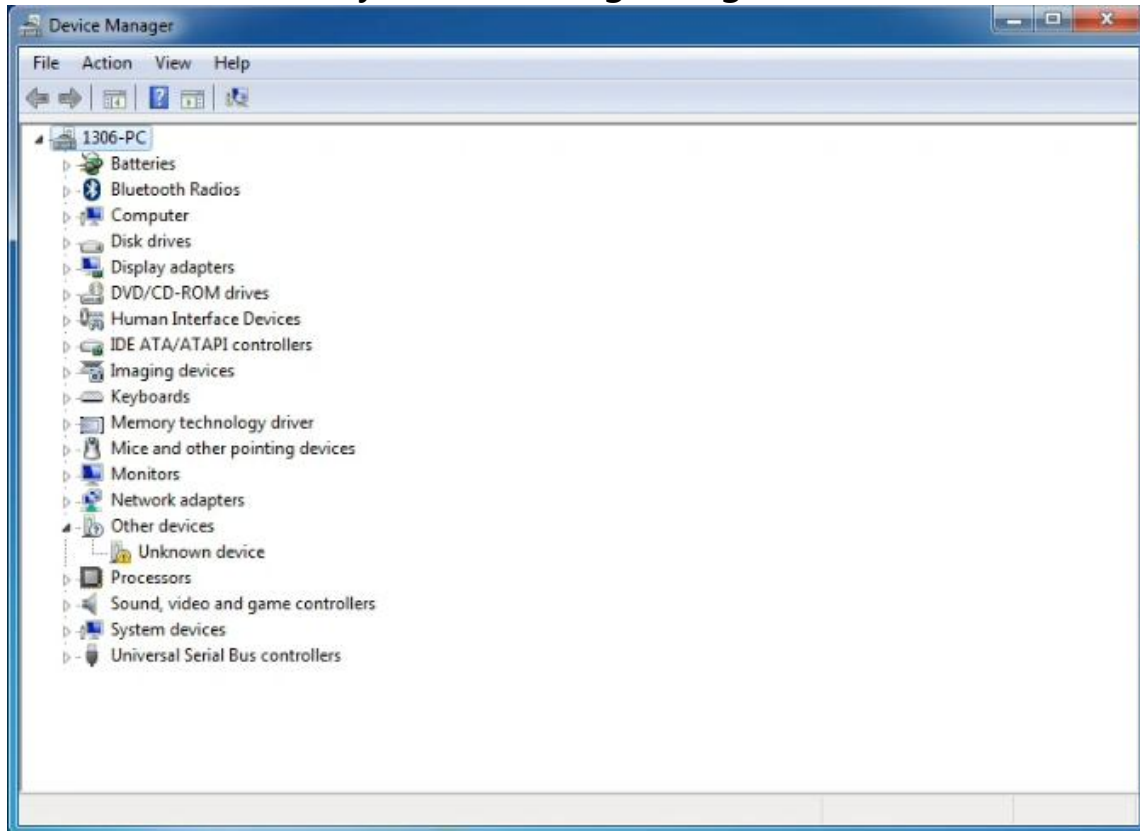 Device Manager
File Action View Help
1306-PC
Batteries
Bluetooth Radios
Computer
Disk drives
Display adapters
DVD/CD-ROM drives
Human Interface Devices
IDE ATA/ATAPI controllers
Imaging devices
Keyboards
Memory technology driver
Mice and other pointing devices
Monitors
Network adapters
Other devices
Unknown device
Processors
Sound, video and game controllers
System devices
Universal Serial Bus controllers